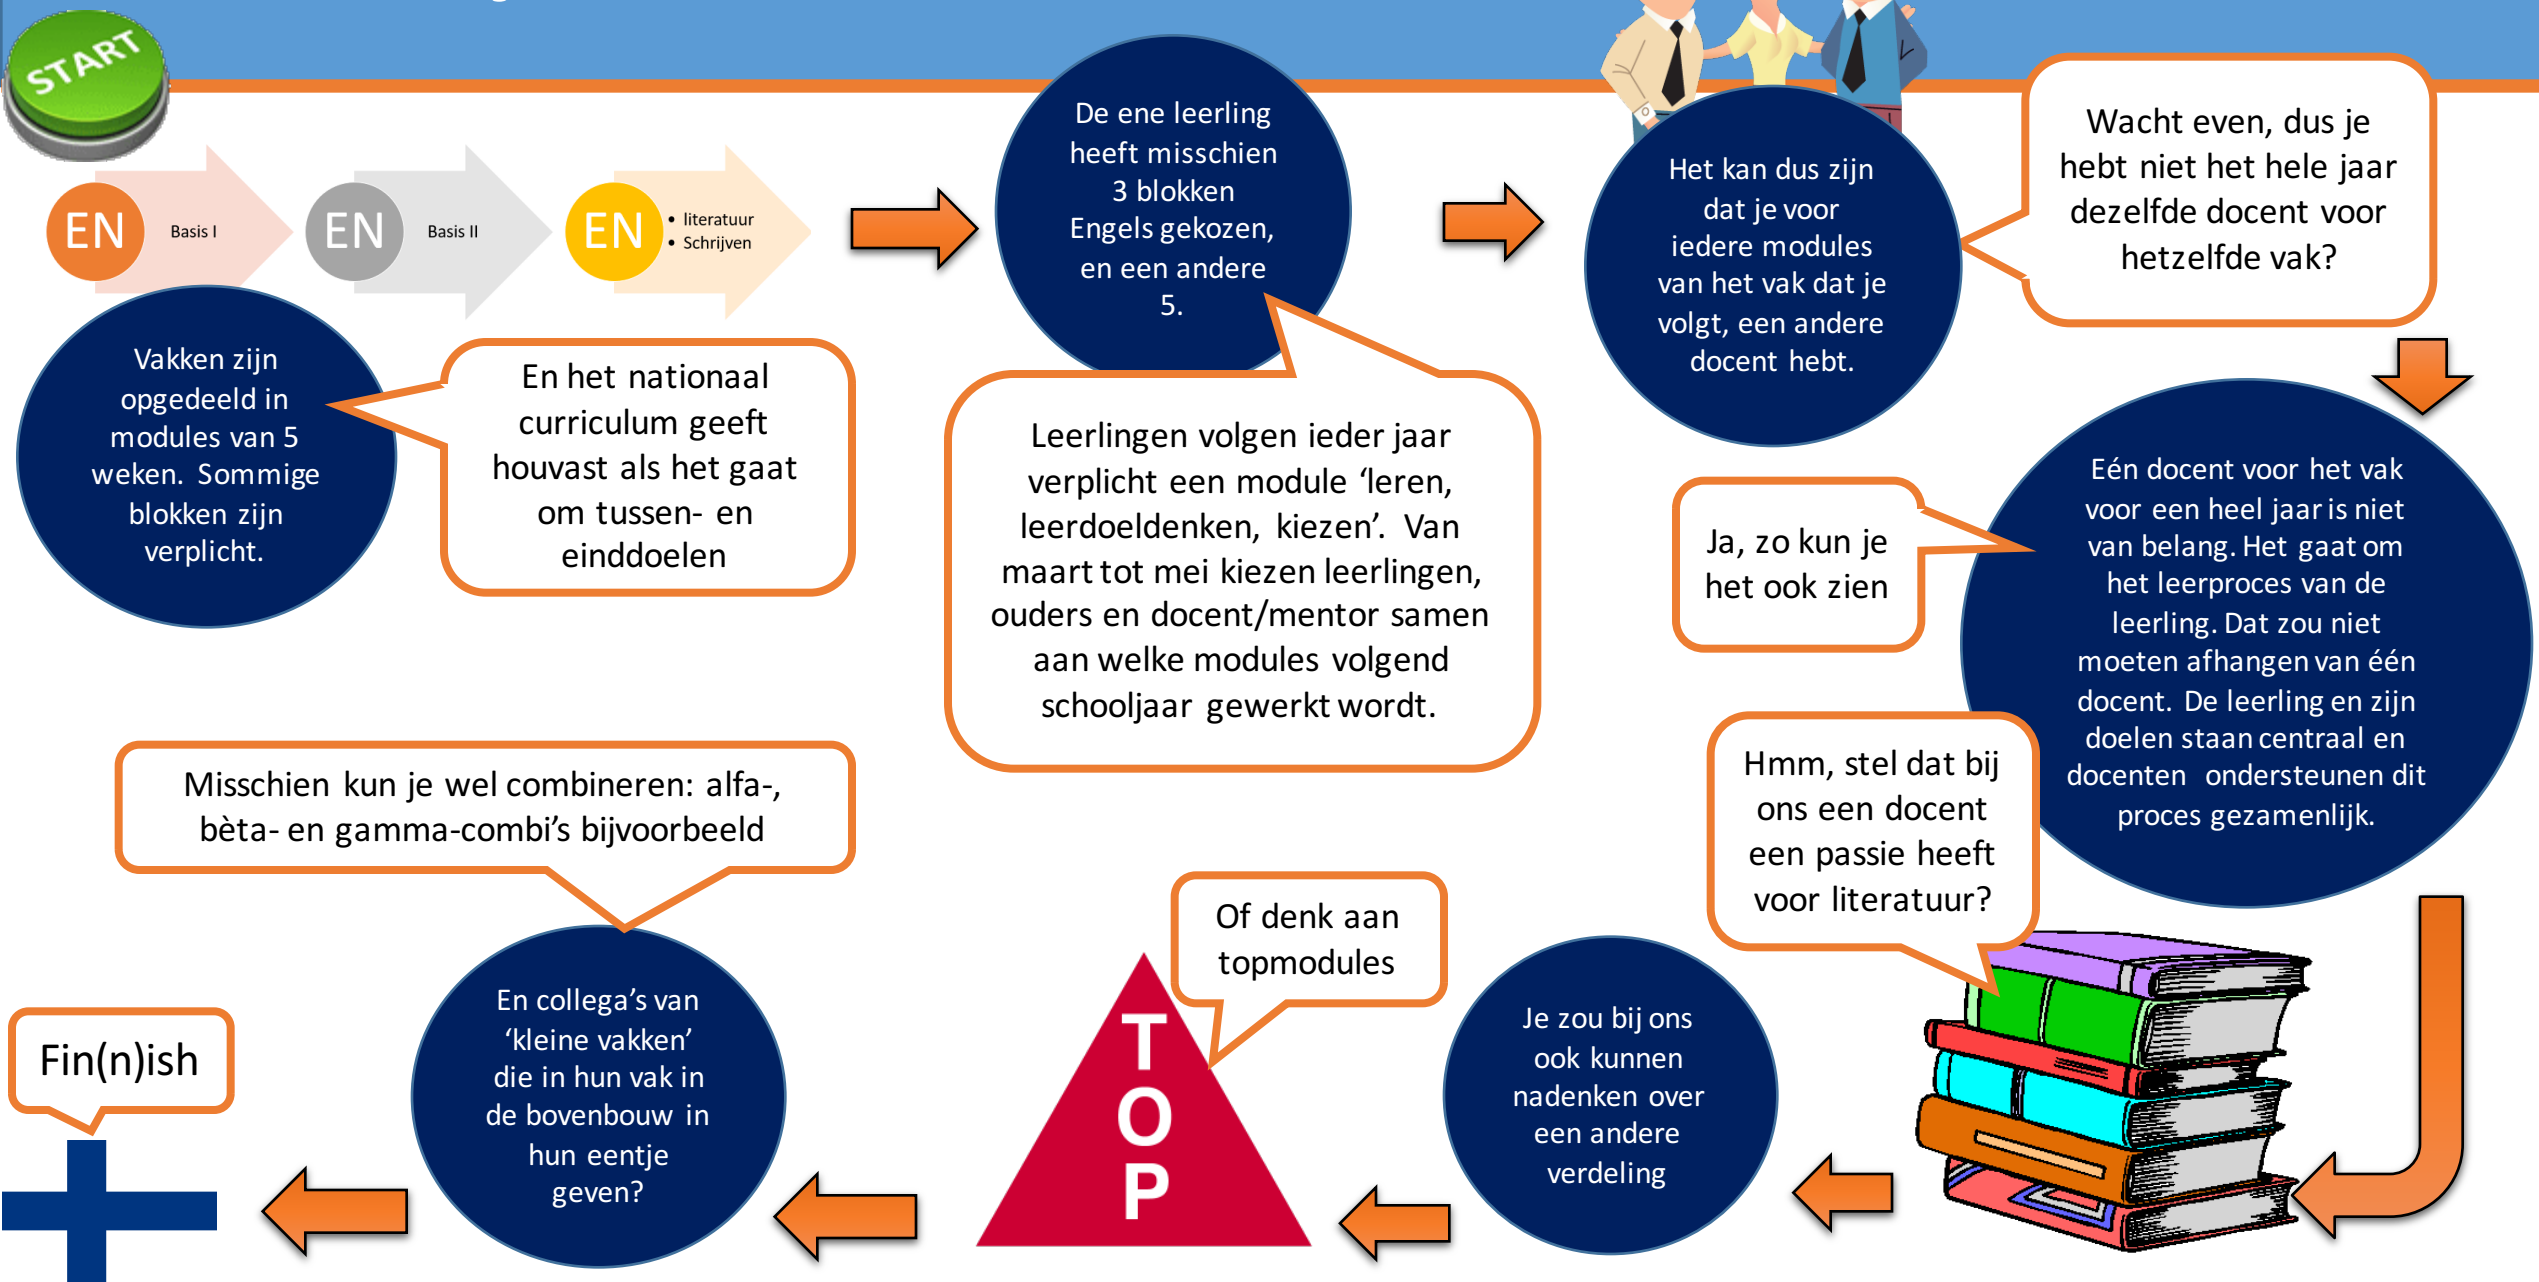 START
EN
Basis I
EN
Basis II
EN
• literatuur
• Schrijven
Vakken zijn
opgedeeld in
modules van 5
weken. Sommige
blokken zijn
verplicht.
En het nationaal
curriculum geeft
houvast als het gaat
om tussen- en
einddoelen
De ene leerling
heeft misschien
3 blokken
Engels gekozen,
en een andere
5.
Leerlingen volgen ieder jaar
verplicht een module ‘leren,
leerdoeldenken, kiezen’. Van
maart tot mei kiezen leerlingen,
ouders en docent/mentor samen
aan welke modules volgend
schooljaar gewerkt wordt.
Het kan dus zijn
dat je voor
iedere modules
van het vak dat je
volgt, een andere
docent hebt.
Wacht even, dus je
hebt niet het hele jaar
dezelfde docent voor
hetzelfde vak?
Ja, zo kun je
het ook zien
Eén docent voor het vak
voor een heel jaar is niet
van belang. Het gaat om
het leerproces van de
leerling. Dat zou niet
moeten afhangen van één
docent. De leerling en zijn
doelen staan centraal en
docenten ondersteunen dit
proces gezamenlijk.
Hmm, stel dat bij
ons een docent
een passie heeft
voor literatuur?
Je zou bij ons
ook kunnen
nadenken over
een andere
verdeling
Of denk aan
topmodules
T
O
P
Misschien kun je wel combineren: alfa-,
bèta- en gamma-combi’s bijvoorbeeld
En collega’s van
‘kleine vakken’
die in hun vak in
de bovenbouw in
hun eentje
geven?
Fin(n)ish